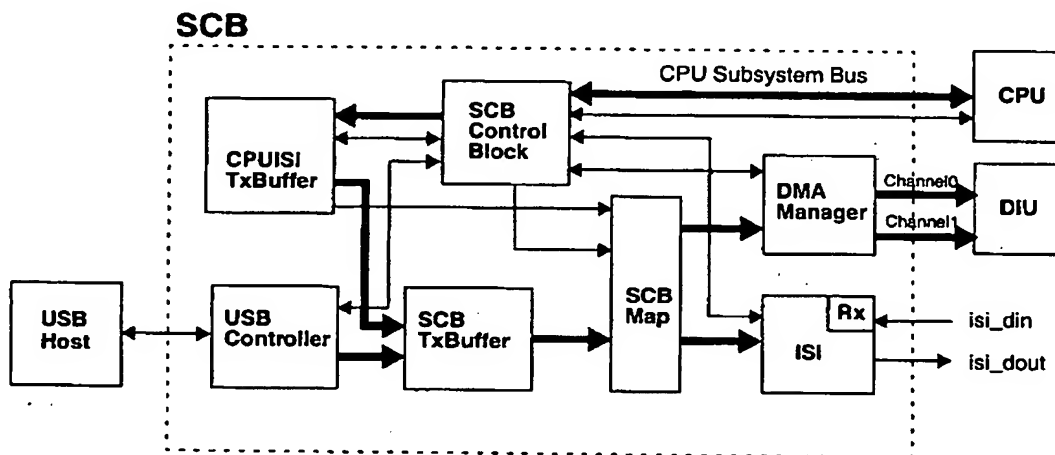 SCB
CPU Subsystem Bus
CPU
SCB
Control
Block
CPUISI
TxBuffer
DMA
Manager
Channel0
Channel1
DIU
USB
Host
USB
Controller
SCB
TxBuffer
SCB
Map
Rx
ISI
isi_din
isi_dout